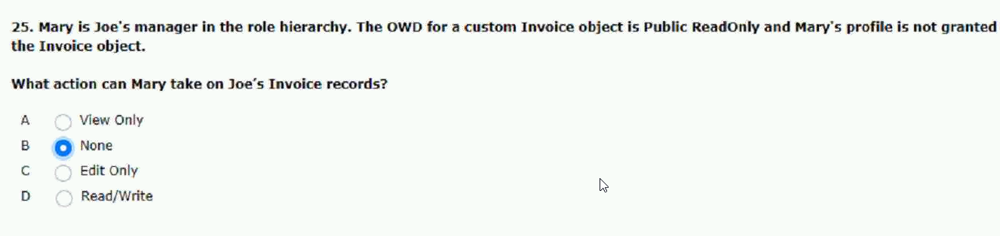 25. Mary is Joe's manager in the role hierarchy. The OWD for a custom Invoice object is Public ReadOnly and Mary's profile is not granted
the Invoice object.
What action can Mary take on Joe's Invoice records?
A View Only
B None
C Edit Only
D Read/Write